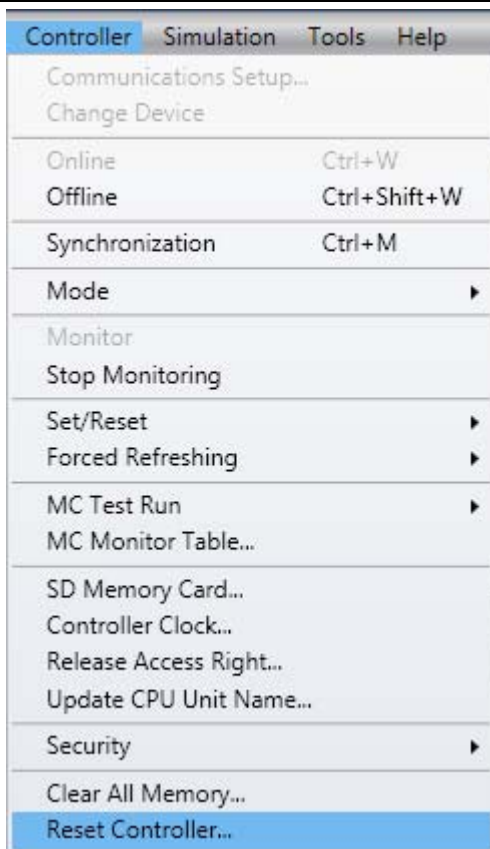 Controller Simulation Tools Help
Communications Setup...
Change Device
Online Ctrl+W
Offline Ctrl+Shift+W
Synchronization Ctrl+M
Mode
Monitor
Stop Monitoring
Set/Reset
Forced Refreshing
MC Test Run
MC Monitor Table...
SD Memory Card...
Controller Clock...
Release Access Right...
Update CPU Unit Name...
Security
Clear All Memory...
Reset Controller...